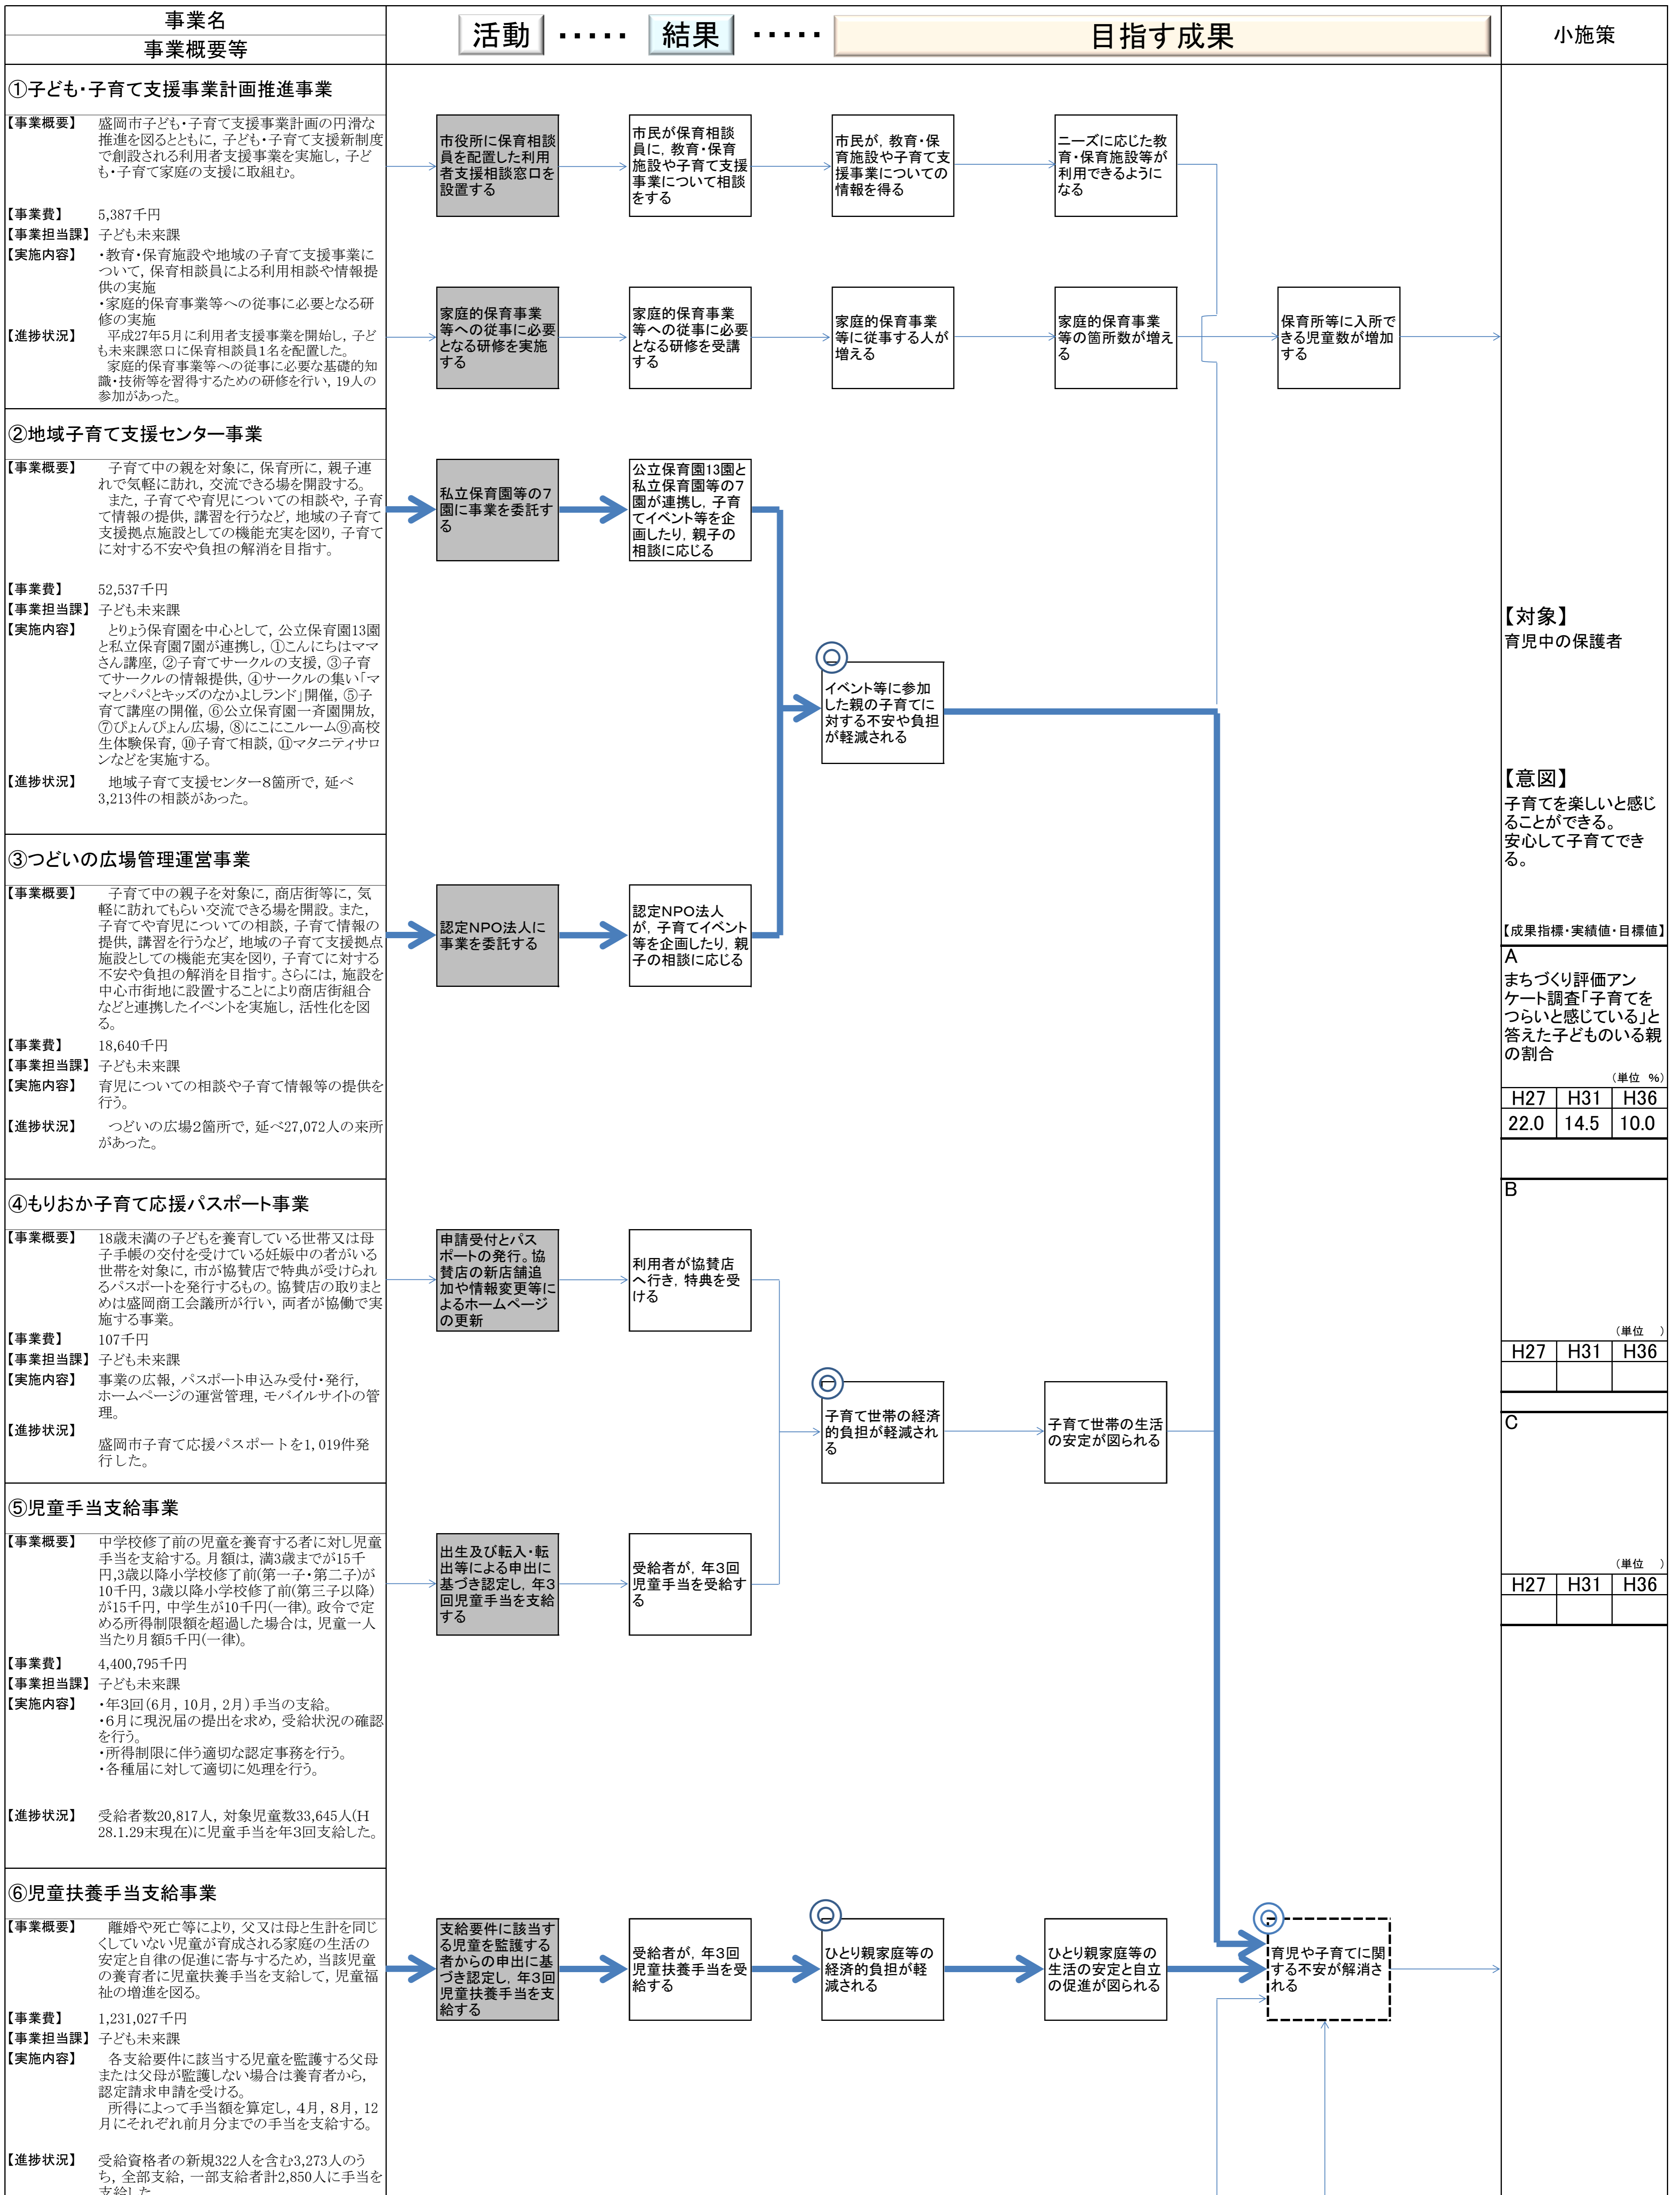 事業名
事業概要等
活動 ・・・・・ 結果 ・・・・・ 目指す成果
小施策
①子ども・子育て支援事業計画推進事業
【事業概要】 盛岡市子ども・子育て支援事業計画の円滑な
推進を図るとともに，子ども・子育て支援新制度
で創設される利用者支援事業を実施し，子ど
も・子育て家庭の支援に取組む。
【事業費】 5,387千円
【事業担当課】 子ども未来課
【実施内容】 ・教育・保育施設や地域の子育て支援事業に
ついて，保育相談員による利用相談や情報提
供の実施
・家庭的保育事業等への従事に必要となる研
修の実施
【進捗状況】 平成27年５月に利用者支援事業を開始し，子ど
も未来課窓口に保育相談員１名を配置した。
家庭的保育事業等への従事に必要な基礎的知
識・技術等を習得するための研修を行い，19人の
参加があった。
市役所に保育相談
員を配置した利用
者支援相談窓口を
設置する
市民が保育相談
員に，教育・保育
施設や子育て支援
事業について相談
をする
市民が，教育・保
育施設や子育て支
援事業についての
情報を得る
ニーズに応じた教
育・保育施設等が
利用できるように
なる
家庭的保育事業
等への従事に必要
となる研修を実施
する
家庭的保育事業
等への従事に必要
となる研修を受講
する
家庭的保育事業
等に従事する人が
増える
家庭的保育事業
等の箇所数が増え
る
保育所等に入所で
きる児童数が増加
する
②地域子育て支援センター事業
【事業概要】 子育て中の親を対象に，保育所に，親子連
れで気軽に訪れ，交流できる場を開設する。
また，子育てや育児についての相談や，子育
て情報の提供，講習を行うなど，地域の子育て
支援拠点施設としての機能充実を図り，子育て
に対する不安や負担の解消を目指す。
【事業費】 52,537千円
【事業担当課】 子ども未来課
【実施内容】 とりょう保育園を中心として，公立保育園13園
と私立保育園７園が連携し，①こんにちはママ
さん講座，②子育てサークルの支援，③子育
てサークルの情報提供，④サークルの集い「マ
マとパパとキッズのなかよしランド」開催，⑤子
育て講座の開催，⑥公立保育園一斉園開放，
⑦ぴょんぴょん広場，⑧にこにこルーム⑨高校
生体験保育，⑩子育て相談，⑪マタニティサロ
ンなどを実施する。
【進捗状況】 地域子育て支援センター８箇所で，延べ
3,213件の相談があった。
私立保育園等の７
園に事業を委託す
る
公立保育園13園と
私立保育園等の７
園が連携し，子育
てイベント等を企
画したり，親子の
相談に応じる
◎
イベント等に参加
した親の子育てに
対する不安や負担
が軽減される
③つどいの広場管理運営事業
【事業概要】 子育て中の親子を対象に，商店街等に，気
軽に訪れてもらい交流できる場を開設。また，
子育てや育児についての相談，子育て情報の
提供，講習を行うなど，地域の子育て支援拠点
施設としての機能充実を図り，子育てに対する
不安や負担の解消を目指す。さらには，施設を
中心市街地に設置することにより商店街組合
などと連携したイベントを実施し，活性化を図
る。
【事業費】 18,640千円
【事業担当課】 子ども未来課
【実施内容】 育児についての相談や子育て情報等の提供を
行う。
【進捗状況】 つどいの広場２箇所で，延べ27,072人の来所
があった。
認定NPO法人に
事業を委託する
認定NPO法人
が，子育てイベント
等を企画したり，親
子の相談に応じる
④もりおか子育て応援パスポート事業
【事業概要】 18歳未満の子どもを養育している世帯又は母
子手帳の交付を受けている妊娠中の者がいる
世帯を対象に，市が協賛店で特典が受けられ
るパスポートを発行するもの。協賛店の取りまと
めは盛岡商工会議所が行い，両者が協働で実
施する事業。
【事業費】 107千円
【事業担当課】 子ども未来課
【実施内容】 事業の広報，パスポート申込み受付・発行，
ホームページの運営管理，モバイルサイトの管
理。
【進捗状況】
盛岡市子育て応援パスポートを1,019件発
行した。
申請受付とパス
ポートの発行。協
賛店の新店舗追
加や情報変更等に
よるホームページ
の更新
利用者が協賛店
へ行き，特典を受
ける
◎
子育て世帯の経済
的負担が軽減され
る
子育て世帯の生活
の安定が図られる
⑤児童手当支給事業
【事業概要】 中学校修了前の児童を養育する者に対し児童
手当を支給する。月額は，満3歳までが15千
円,3歳以降小学校修了前(第一子・第二子)が
10千円，3歳以降小学校修了前(第三子以降)
が15千円，中学生が10千円(一律)。政令で定
める所得制限額を超過した場合は，児童一人
当たり月額5千円(一律)。
【事業費】 4,400,795千円
【事業担当課】 子ども未来課
【実施内容】 ・年３回（6月，10月，2月）手当の支給。
・６月に現況届の提出を求め，受給状況の確認
を行う。
・所得制限に伴う適切な認定事務を行う。
・各種届に対して適切に処理を行う。
【進捗状況】 受給者数20,817人，対象児童数33,645人(H
28.1.29末現在)に児童手当を年３回支給した。
出生及び転入・転
出等による申出に
基づき認定し，年３
回児童手当を支給
する
受給者が，年３回
児童手当を受給す
る
⑥児童扶養手当支給事業
【事業概要】 離婚や死亡等により，父又は母と生計を同じ
くしていない児童が育成される家庭の生活の
安定と自律の促進に寄与するため，当該児童
の養育者に児童扶養手当を支給して，児童福
祉の増進を図る。
【事業費】 1,231,027千円
【事業担当課】 子ども未来課
【実施内容】 各支給要件に該当する児童を監護する父母
または父母が監護しない場合は養育者から，
認定請求申請を受ける。
所得によって手当額を算定し，４月，８月，12
月にそれぞれ前月分までの手当を支給する。
【進捗状況】 受給資格者の新規322人を含む3,273人のう
ち，全部支給，一部支給者計2,850人に手当を
支給した
支給要件に該当す
る児童を監護する
者からの申出に基
づき認定し，年３回
児童扶養手当を支
給する
受給者が，年３回
児童扶養手当を受
給する
◎
ひとり親家庭等の
経済的負担が軽
減される
ひとり親家庭等の
生活の安定と自立
の促進が図られる
◎
育児や子育てに関
する不安が解消さ
れる
【対象】
育児中の保護者
【意図】
子育てを楽しいと感じ
ることができる。
安心して子育てでき
る。
【成果指標・実績値・目標値】
A
まちづくり評価アン
ケート調査「子育てを
つらいと感じている」と
答えた子どものいる親
の割合
（単位 %）
H27 H31 H36
22.0 14.5 10.0
B
（単位 ）
H27 H31 H36
C
（単位 ）
H27 H31 H36